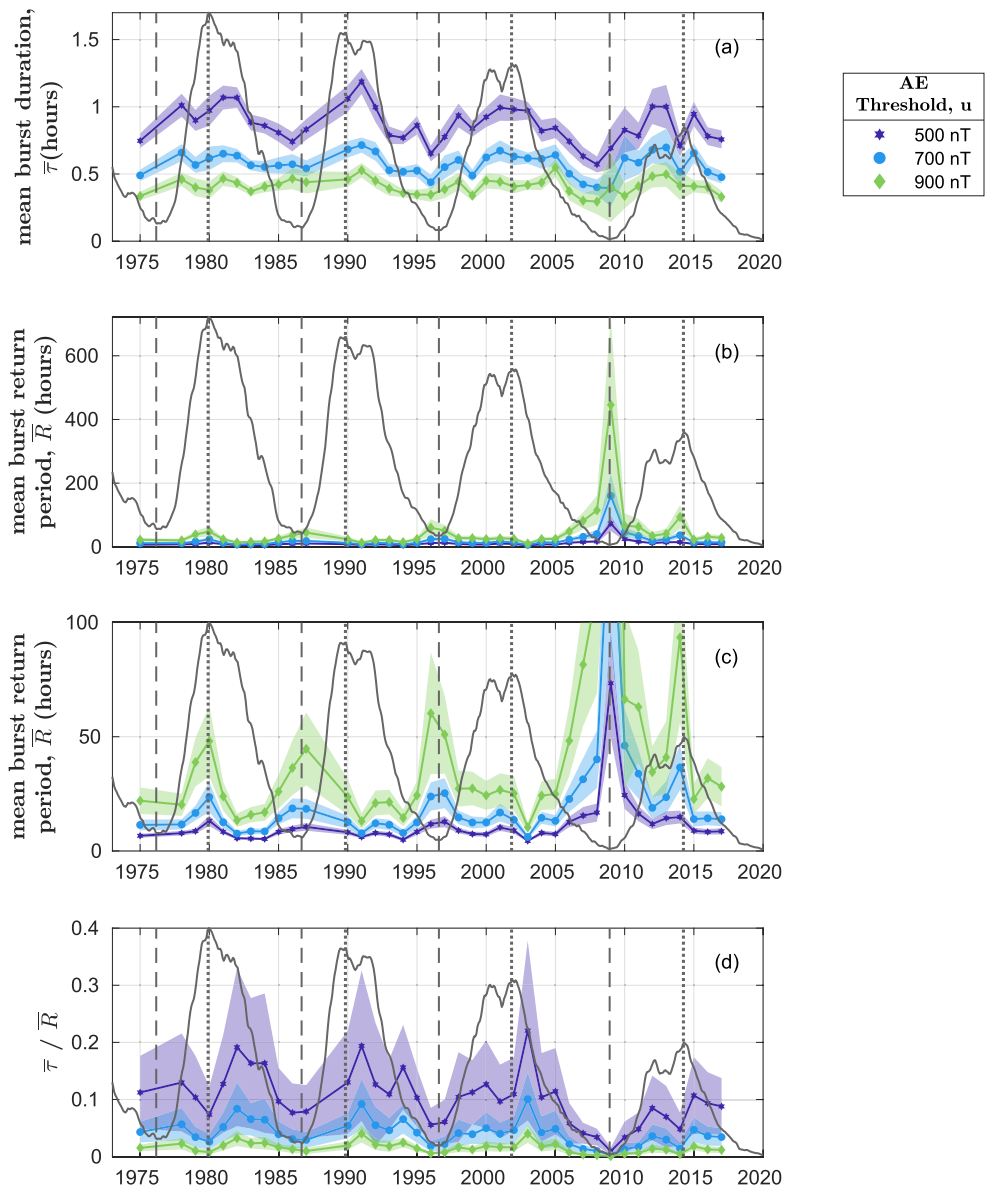 mean burst duration,
τ̅(hours)
1.5
1
0.5
0
(a)
1975 1980 1985 1990 1995 2000 2005 2010 2015 2020
AE
Threshold, u
500 nT
700 nT
900 nT
mean burst return
period, R̅ (hours)
600
400
200
0
(b)
1975 1980 1985 1990 1995 2000 2005 2010 2015 2020
mean burst return
period, R̅ (hours)
100
50
0
(c)
1975 1980 1985 1990 1995 2000 2005 2010 2015 2020
τ̅ / R̅
0.4
0.3
0.2
0.1
0
(d)
1975 1980 1985 1990 1995 2000 2005 2010 2015 2020